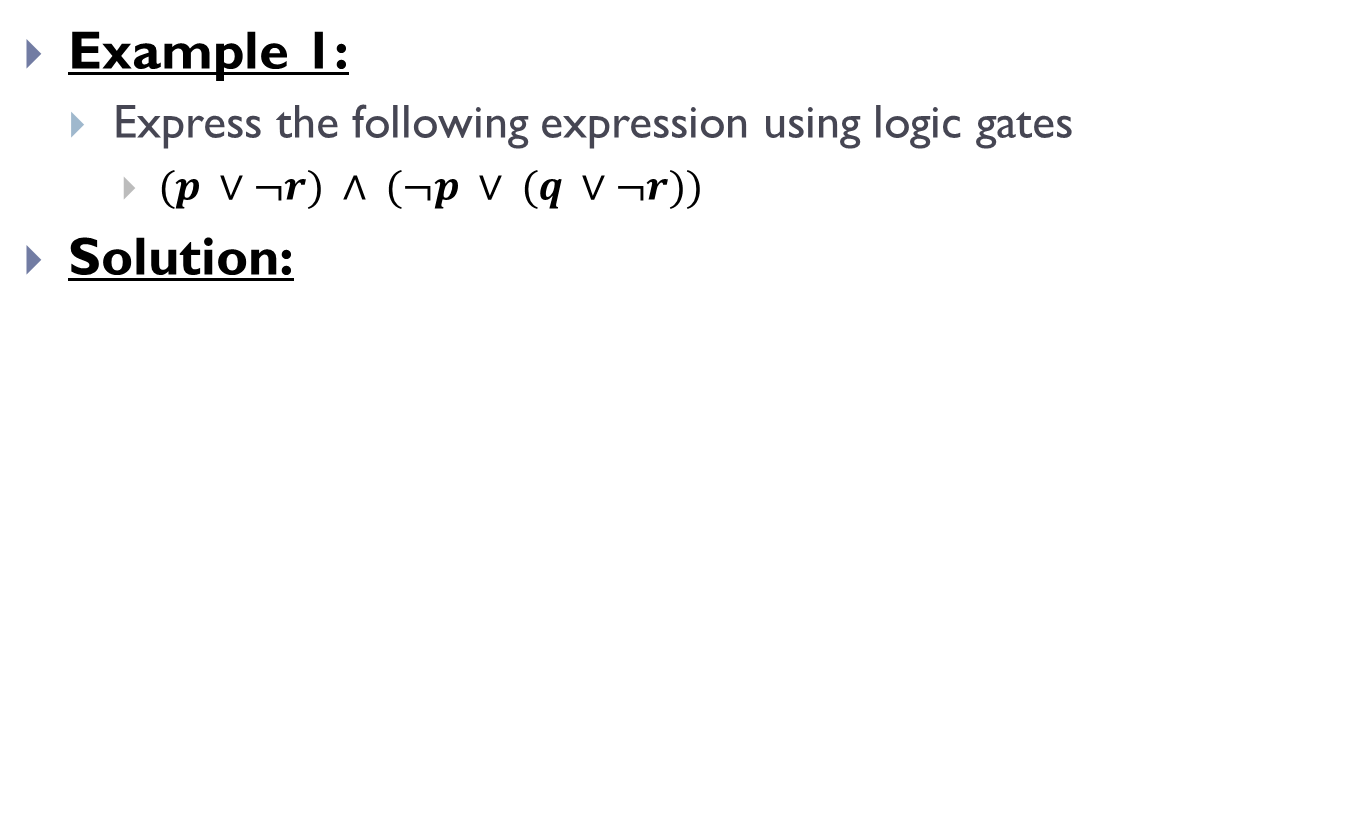 Example 1:
Express the following expression using logic gates
(p ∨ ¬r) ∧ (¬p ∨ (q ∨ ¬r))
Solution: